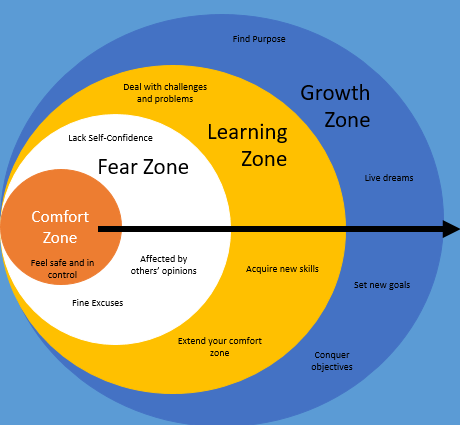 Find Purpose
Growth
Zone
Deal with challenges
and problems
Learning
Zone
Lack Self-Confidence
Fear Zone
Live dreams
Comfort
Zone
Feel safe and in
control
Affected by
others' opinions
Acquire new skills
Set new goals
Fine Excuses
Extend your comfort
zone
Conquer
objectives